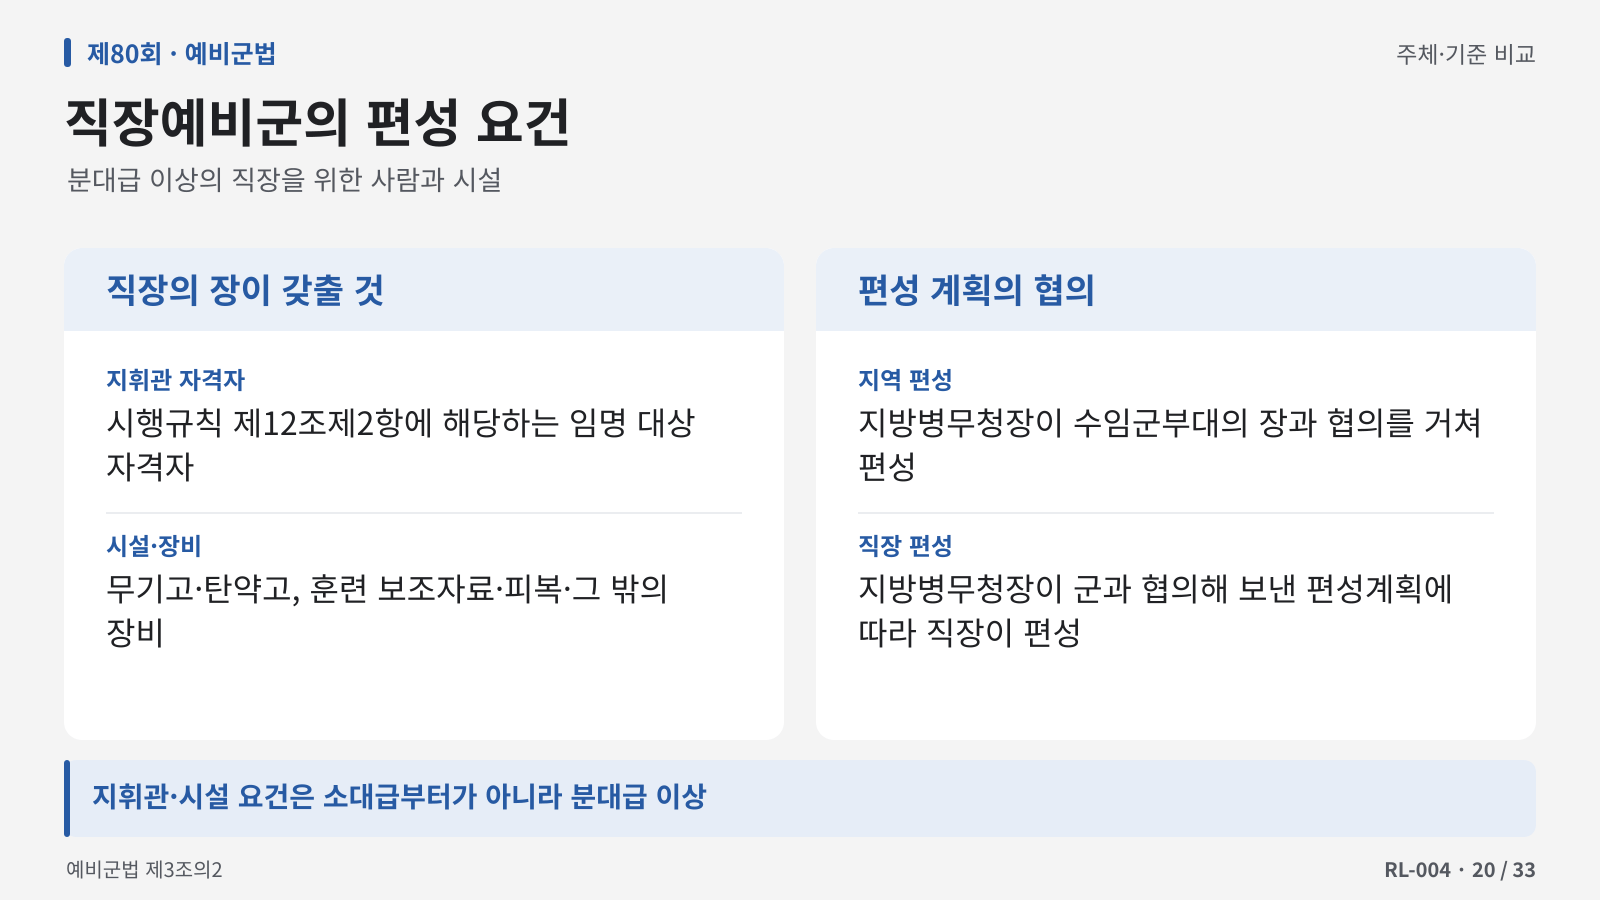 제80회 · 예비군법
주체·기준 비교
직장예비군의 편성 요건
분대급 이상의 직장을 위한 사람과 시설
직장의 장이 갖출 것
지휘관 자격자
시행규칙 제12조제2항에 해당하는 임명 대상
자격자
시설·장비
무기고·탄약고, 훈련 보조자료·피복·그 밖의
장비
편성 계획의 협의
지역 편성
지방병무청장이 수임군부대의 장과 협의를 거쳐
편성
직장 편성
지방병무청장이 군과 협의해 보낸 편성계획에
따라 직장이 편성
지휘관·시설 요건은 소대급부터가 아니라 분대급 이상
예비군법 제3조의2
RL-004 · 20 / 33